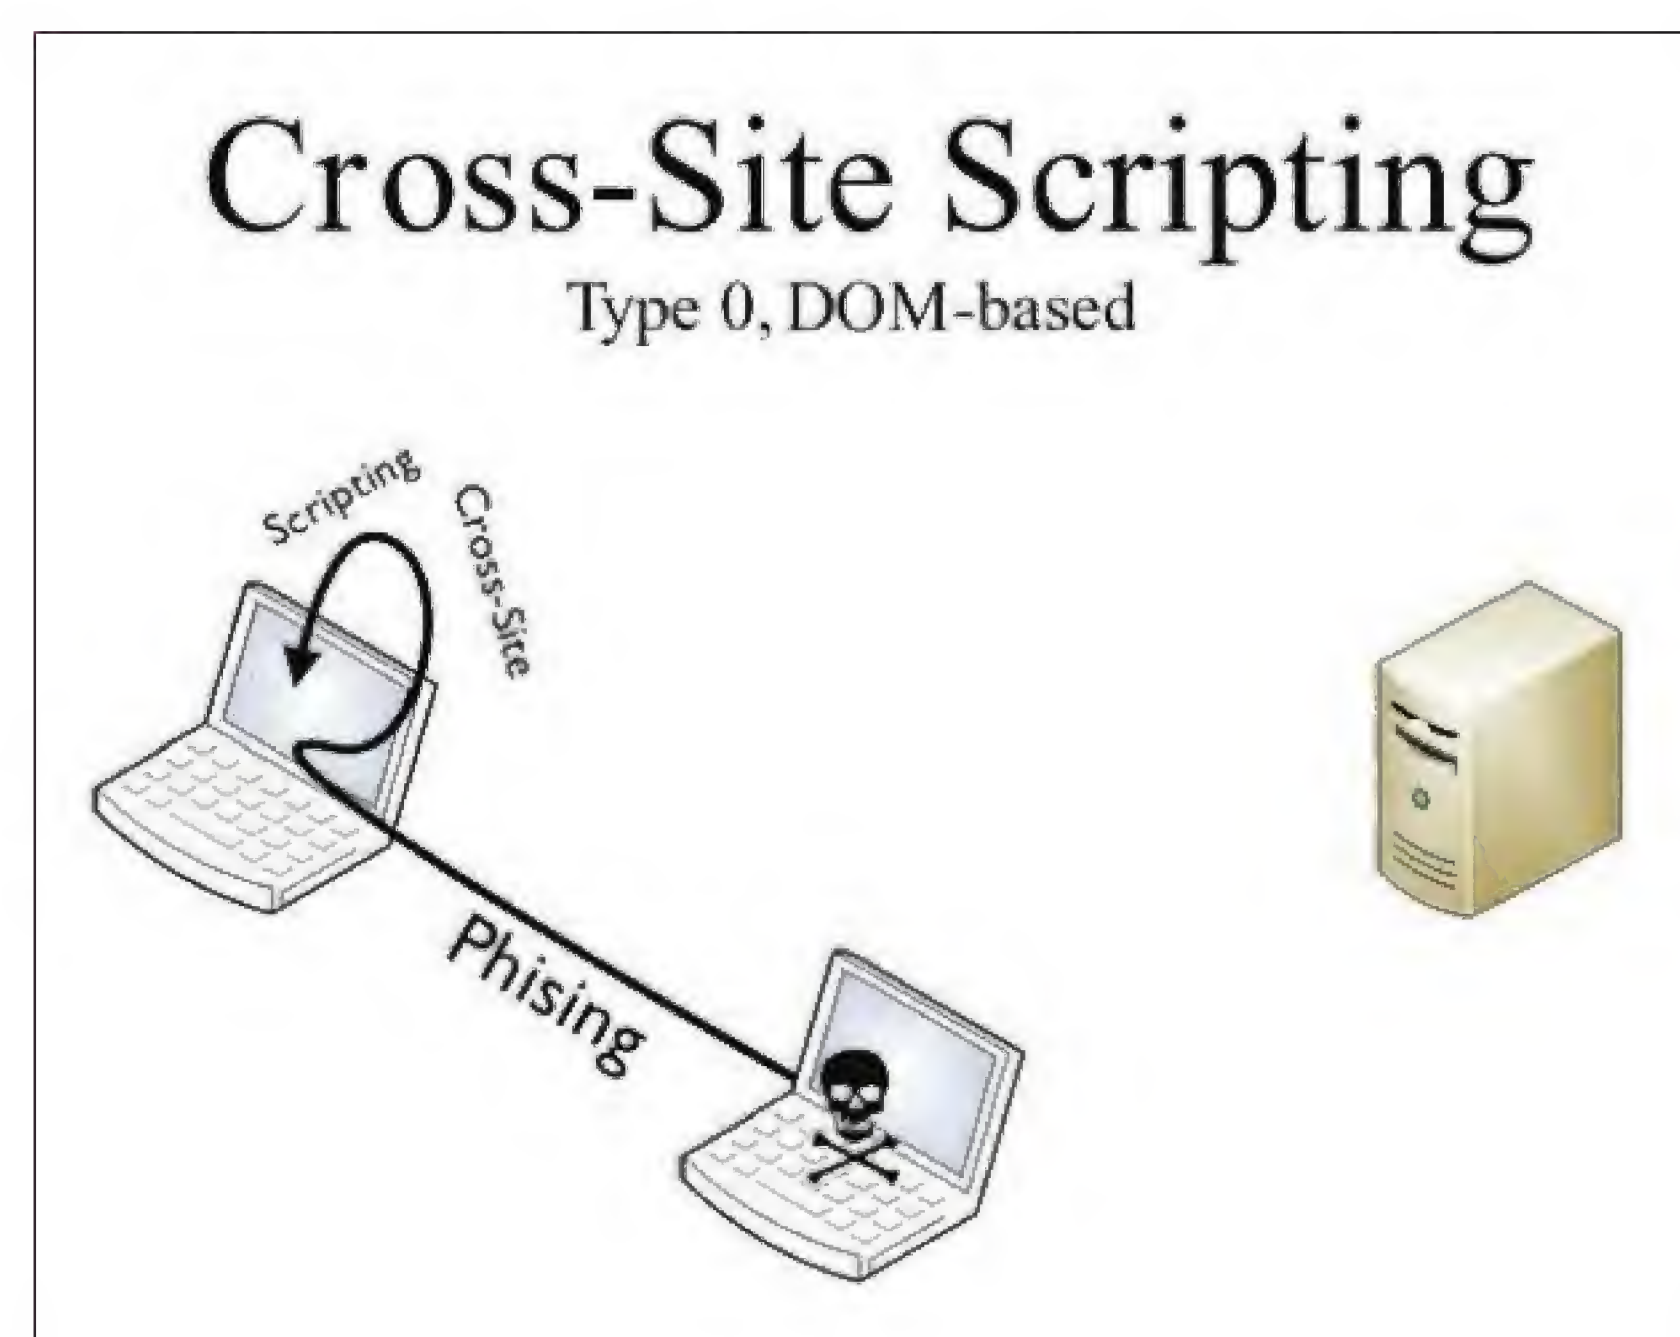 Cross-Site Scripting
Type 0, DOM-based
Scripting
Cross-Site
Phising